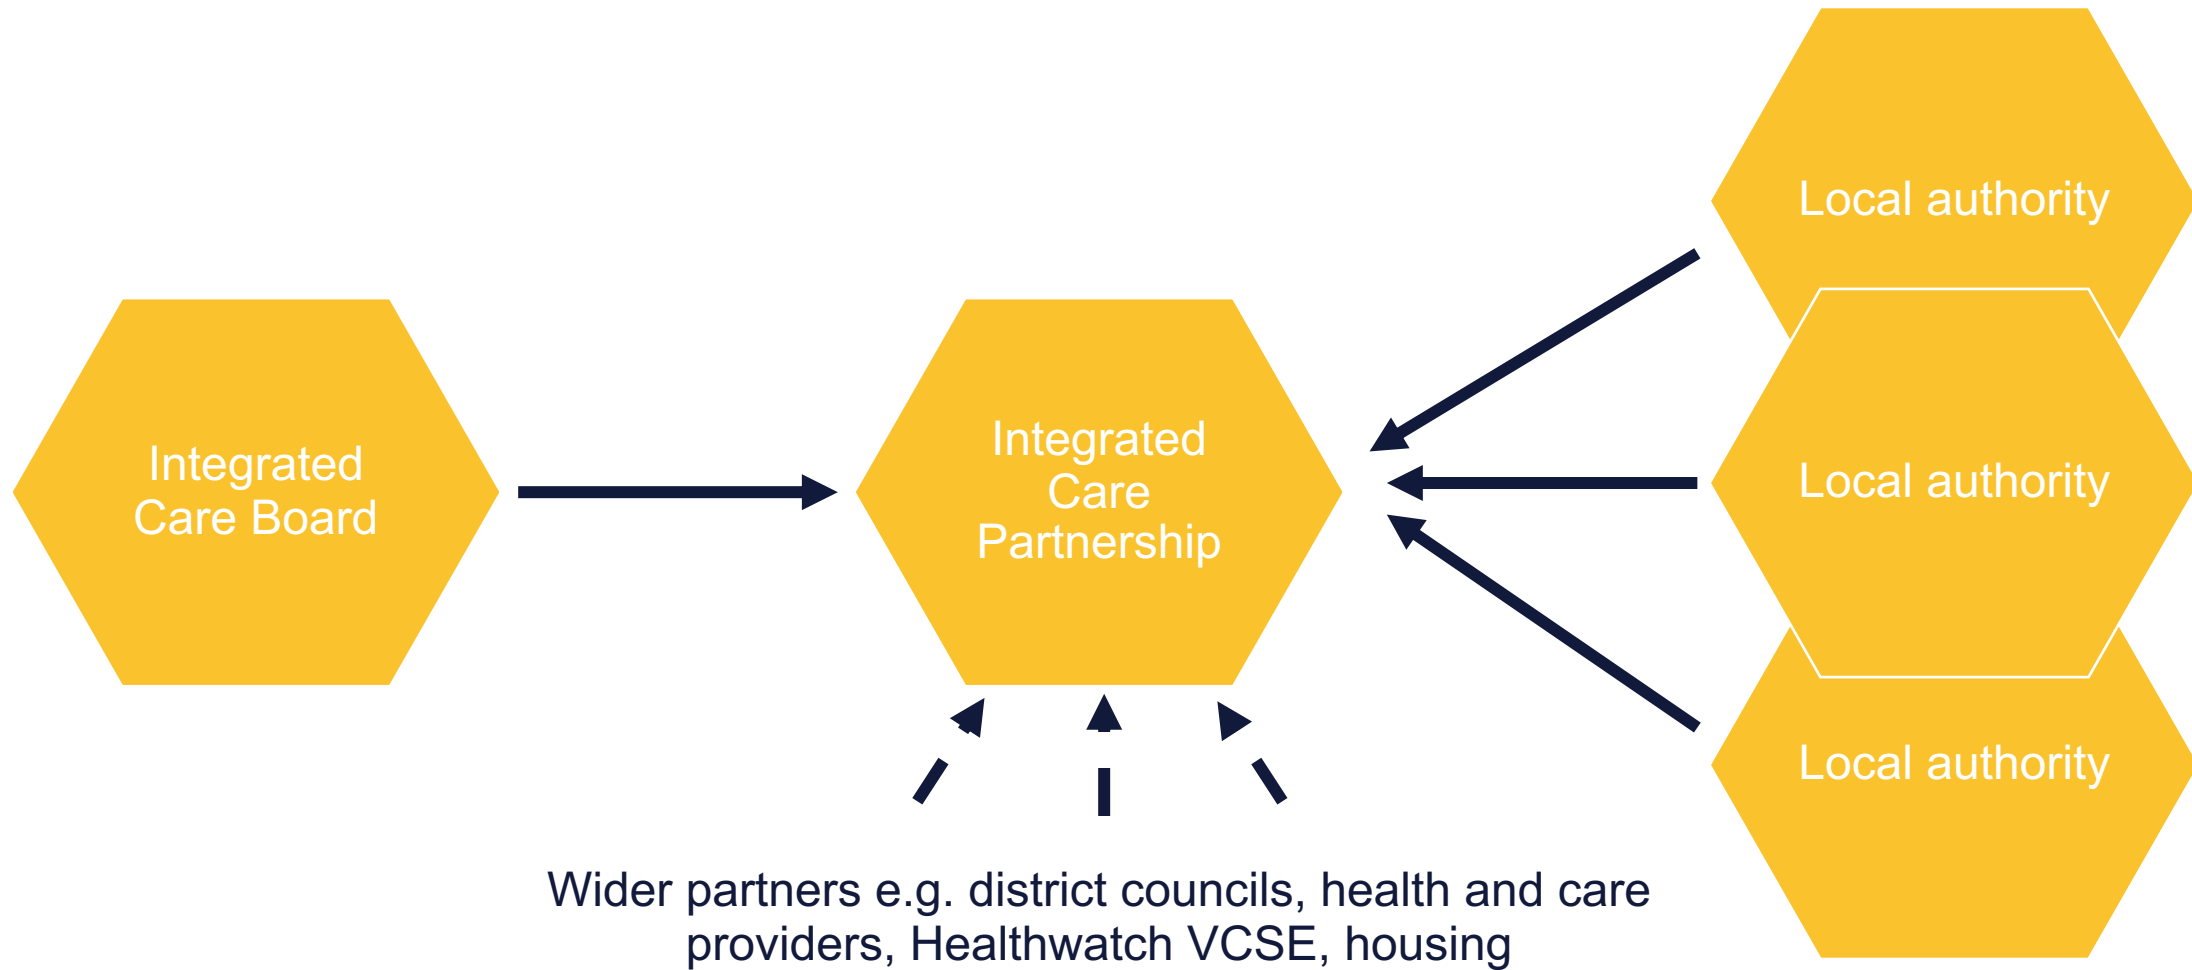 Integrated
Care Board
Integrated
Care
Partnership
Local authority
Local authority
Local authority
Wider partners e.g. district councils, health and care
providers, Healthwatch VCSE, housing